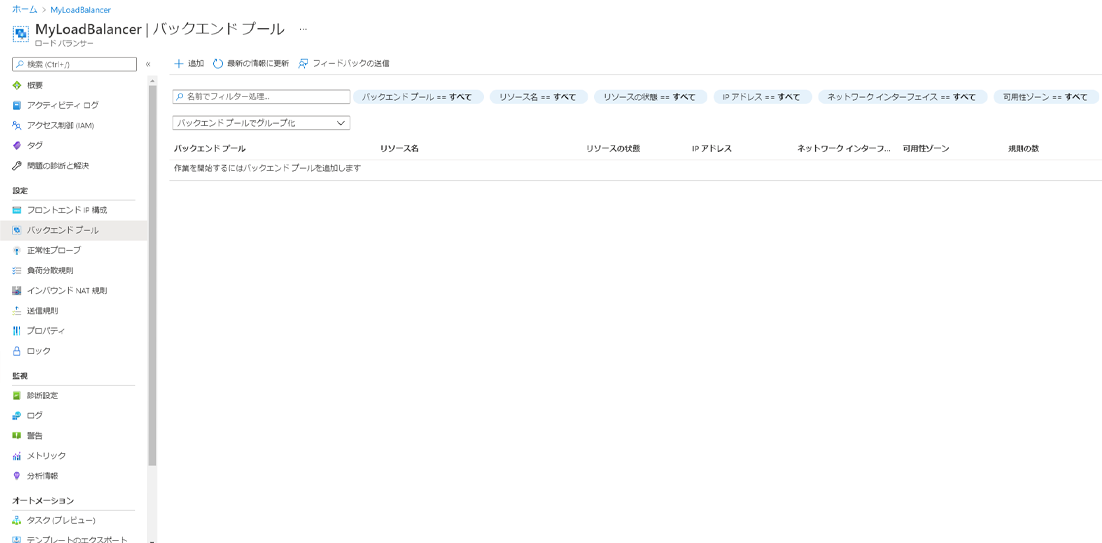 ホーム > MyLoadBalancer
MyLoadBalancer | バックエンド プール ...
ロード バランサー
検索 (Ctrl+/) «
概要
アクティビティ ログ
アクセス制御 (IAM)
タグ
問題の診断と解決
設定
フロントエンド IP 構成
バックエンド プール
正常性プローブ
負荷分散規則
インバウンド NAT 規則
送信規則
プロパティ
ロック
監視
診断設定
ログ
警告
メトリック
分析情報
オートメーション
タスク (プレビュー)
テンプレートのエクスポート
追加 最新の情報に更新 フィードバックの送信
名前でフィルター処理... バックエンド プール == すべて リソース名 == すべて リソースの状態 == すべて IP アドレス == すべて ネットワーク インターフェイス == すべて 可用性ゾーン == すべて
バックエンド プールでグループ化
バックエンド プール リソース名 リソースの状態 IP アドレス ネットワーク インターフ... 可用性ゾーン 規則の数
作業を開始するにはバックエンド プールを追加します